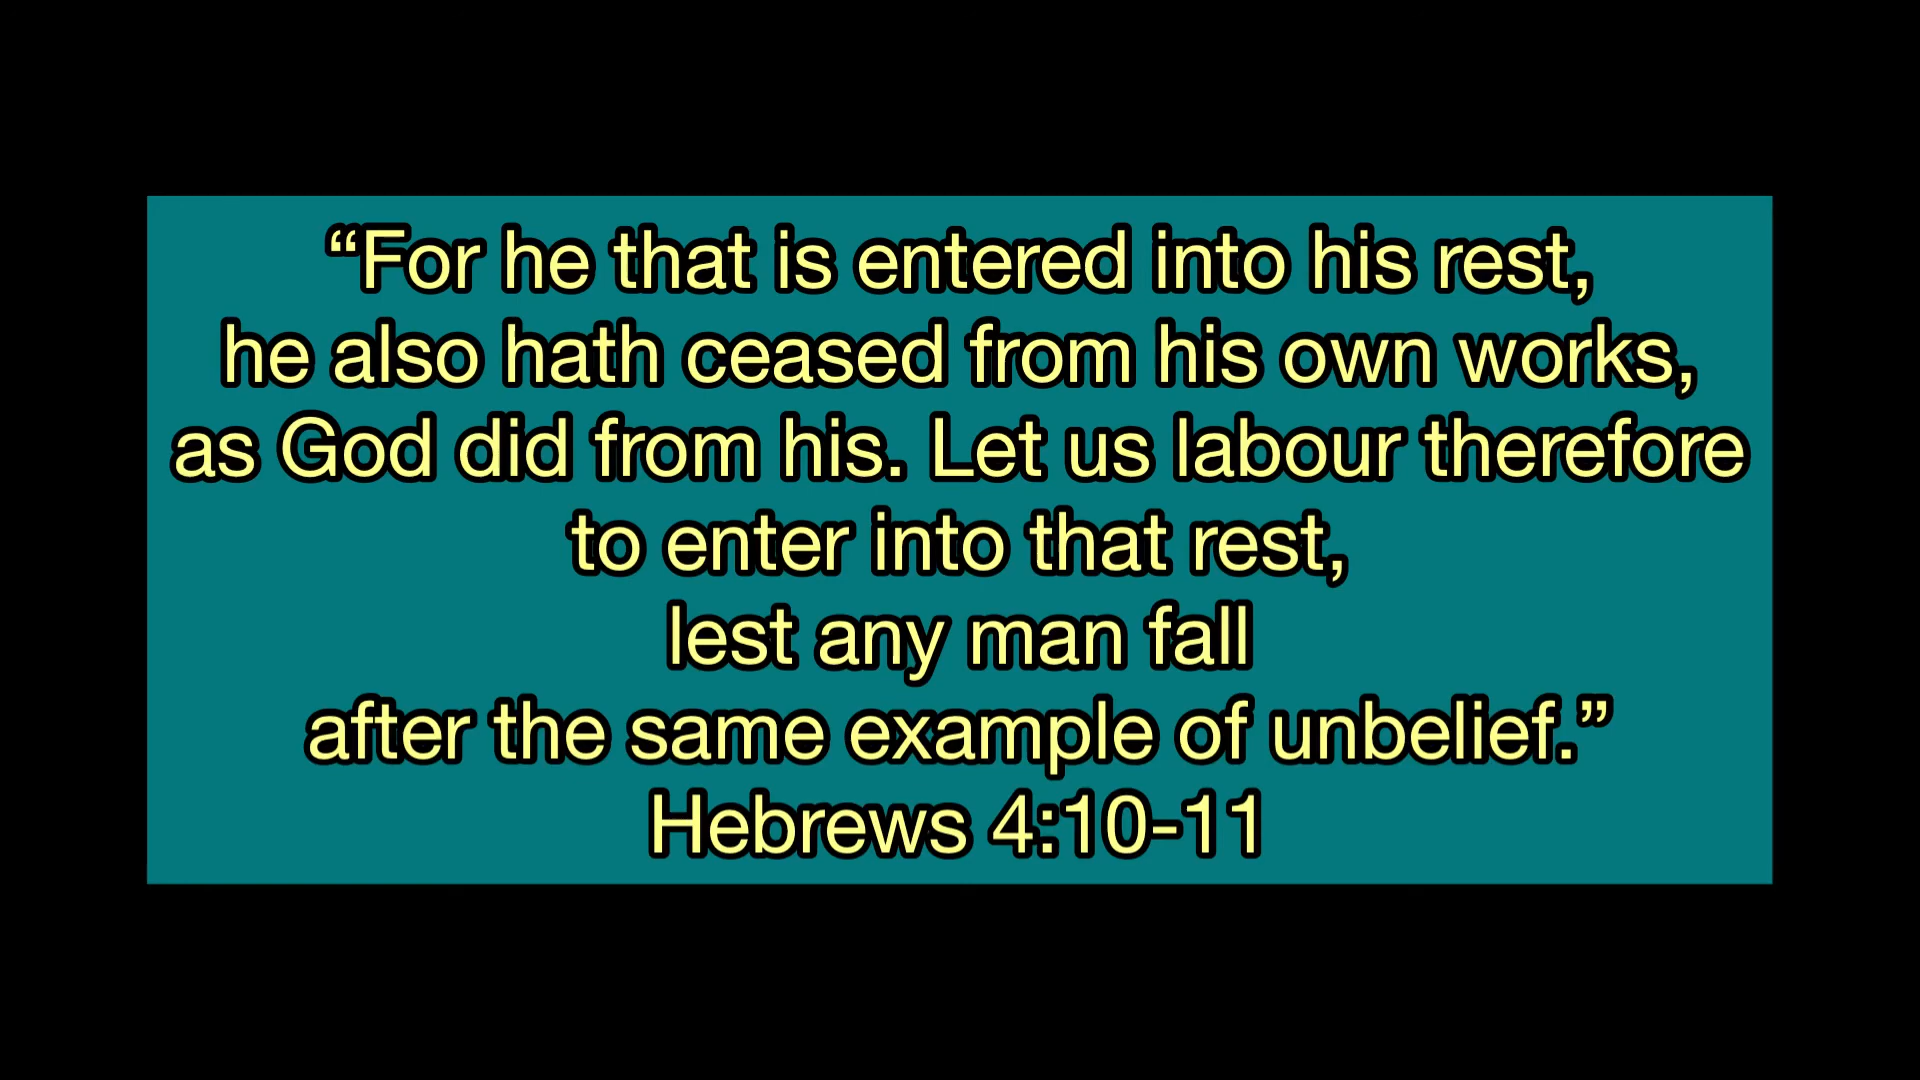 “For he that is entered into his rest,
he also hath ceased from his own works,
as God did from his. Let us labour therefore
to enter into that rest,
lest any man fall
after the same example of unbelief.”
Hebrews 4:10-11